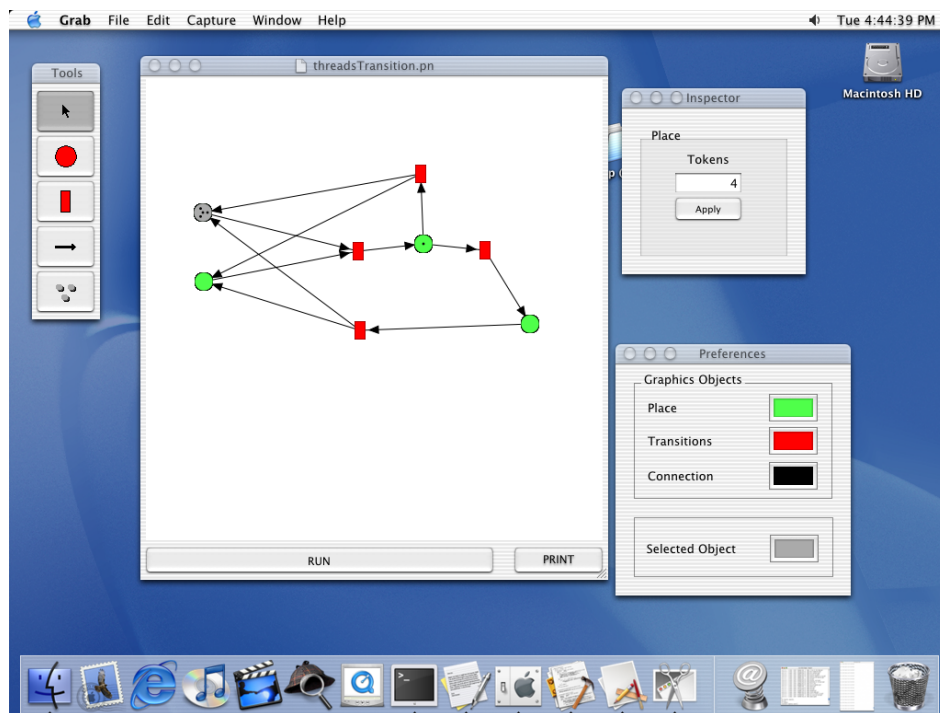 Grab File Edit Capture Window Help Tue 4:44:39 PM
Tools
threadsTransition.pn
Macintosh HD
Inspector
Place
Tokens
4
Apply
Preferences
Graphics Objects
Place
Transitions
Connection
Selected Object
RUN
PRINT